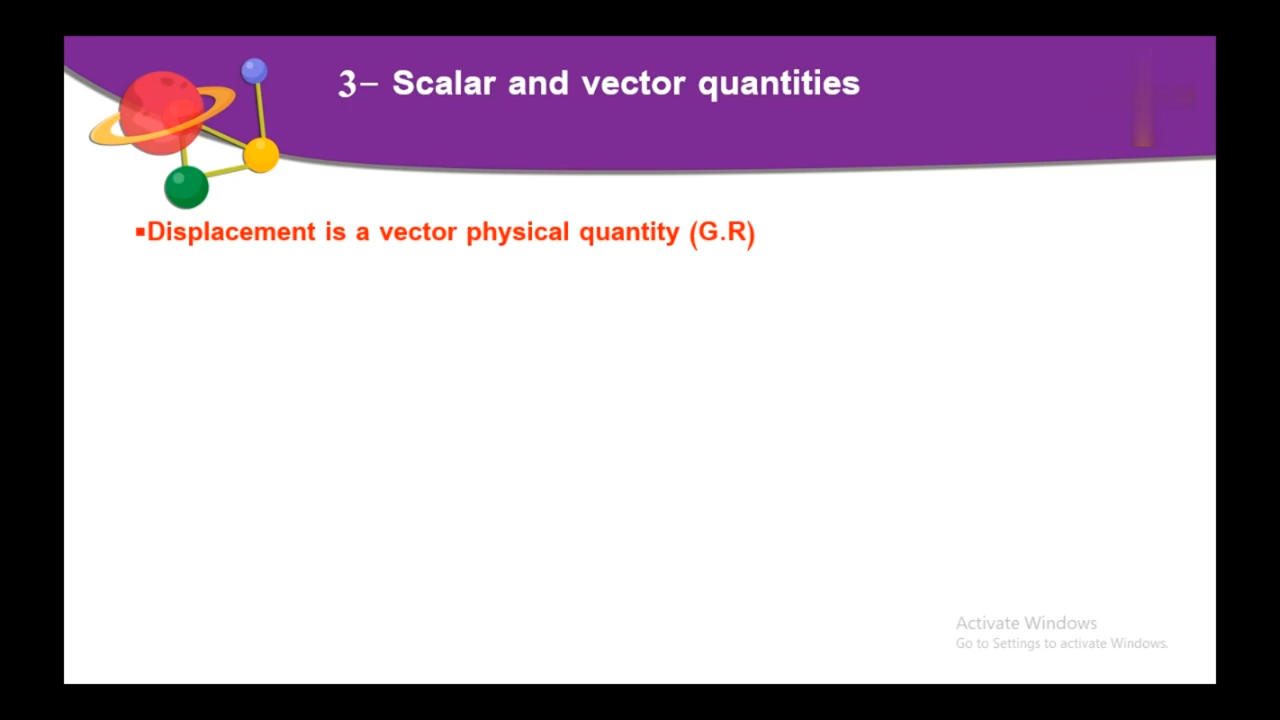 3− Scalar and vector quantities
▪Displacement is a vector physical quantity (G.R)
Activate Windows
Go to Settings to activate Windows.